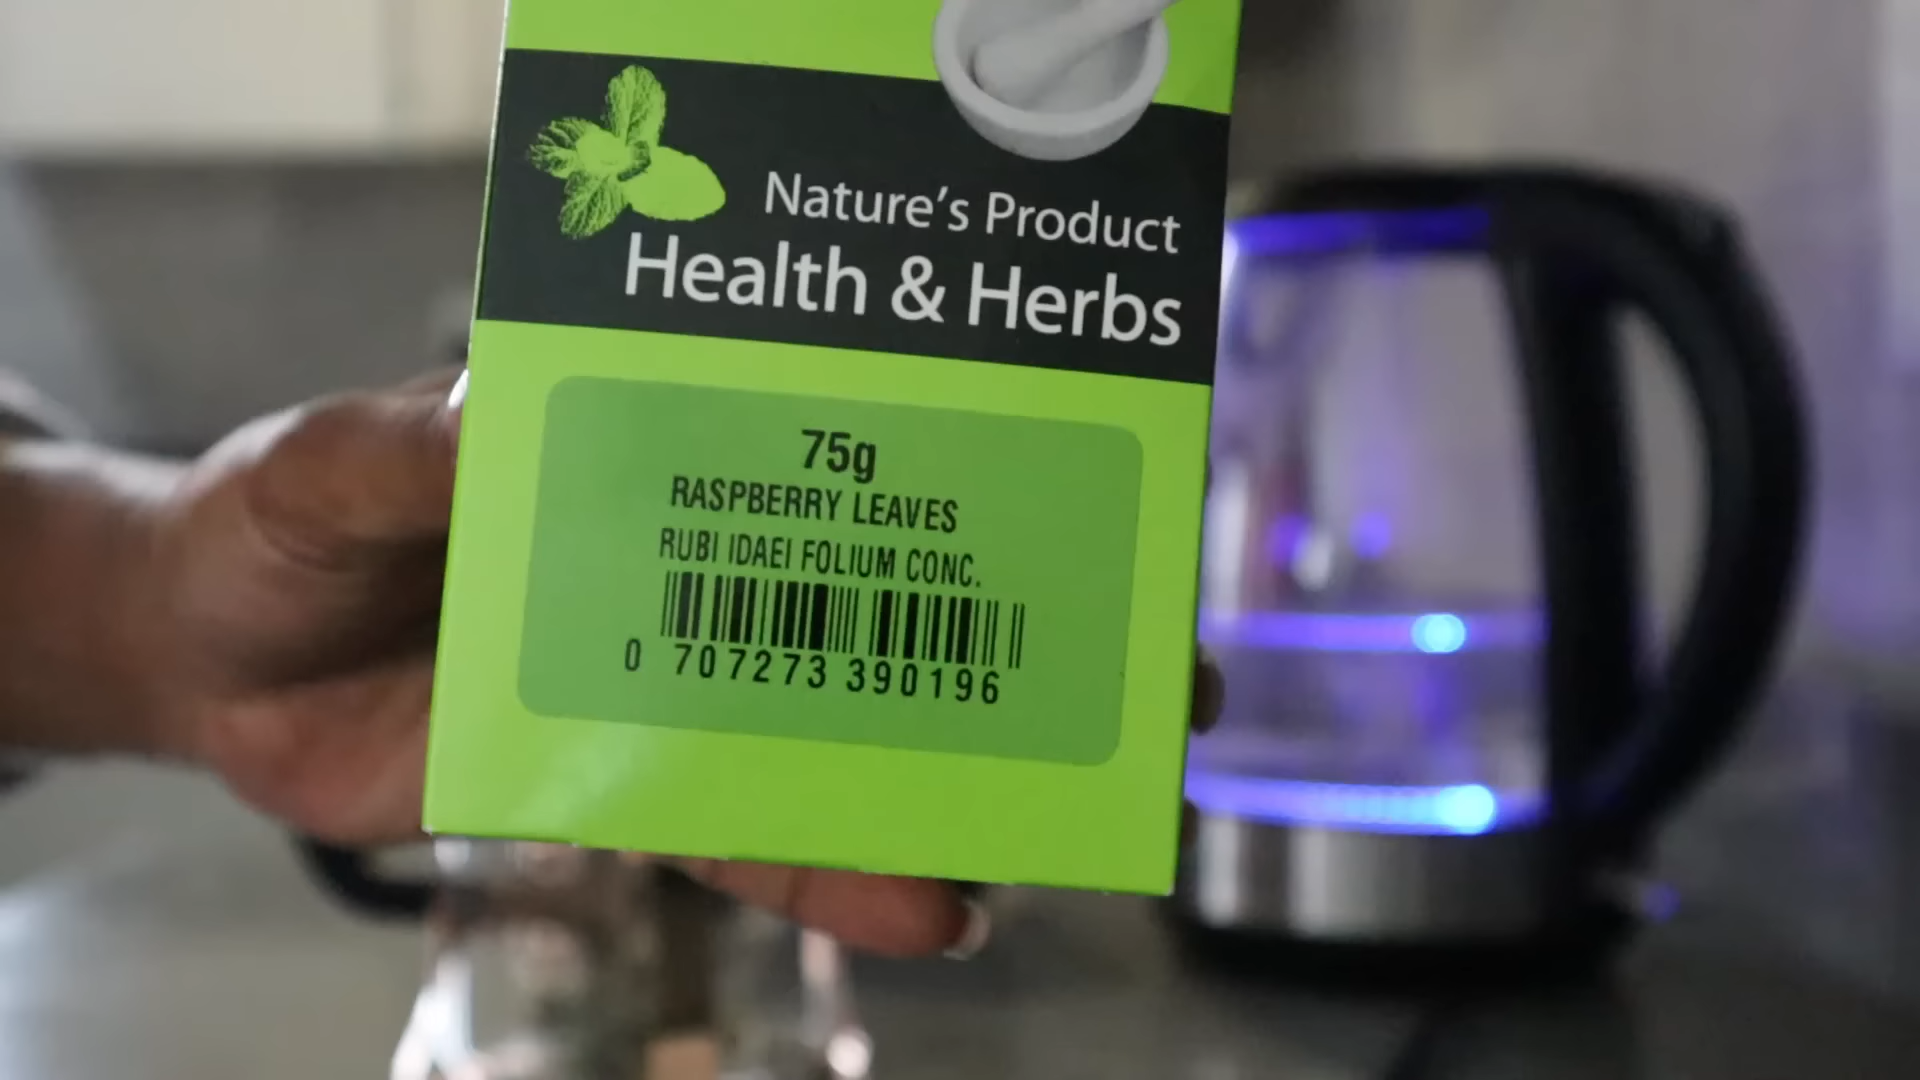 Nature's Product
Health & Herbs
75g
RASPBERRY LEAVES
RUBI IDAEI FOLIUM CONC.
0 707273 390196